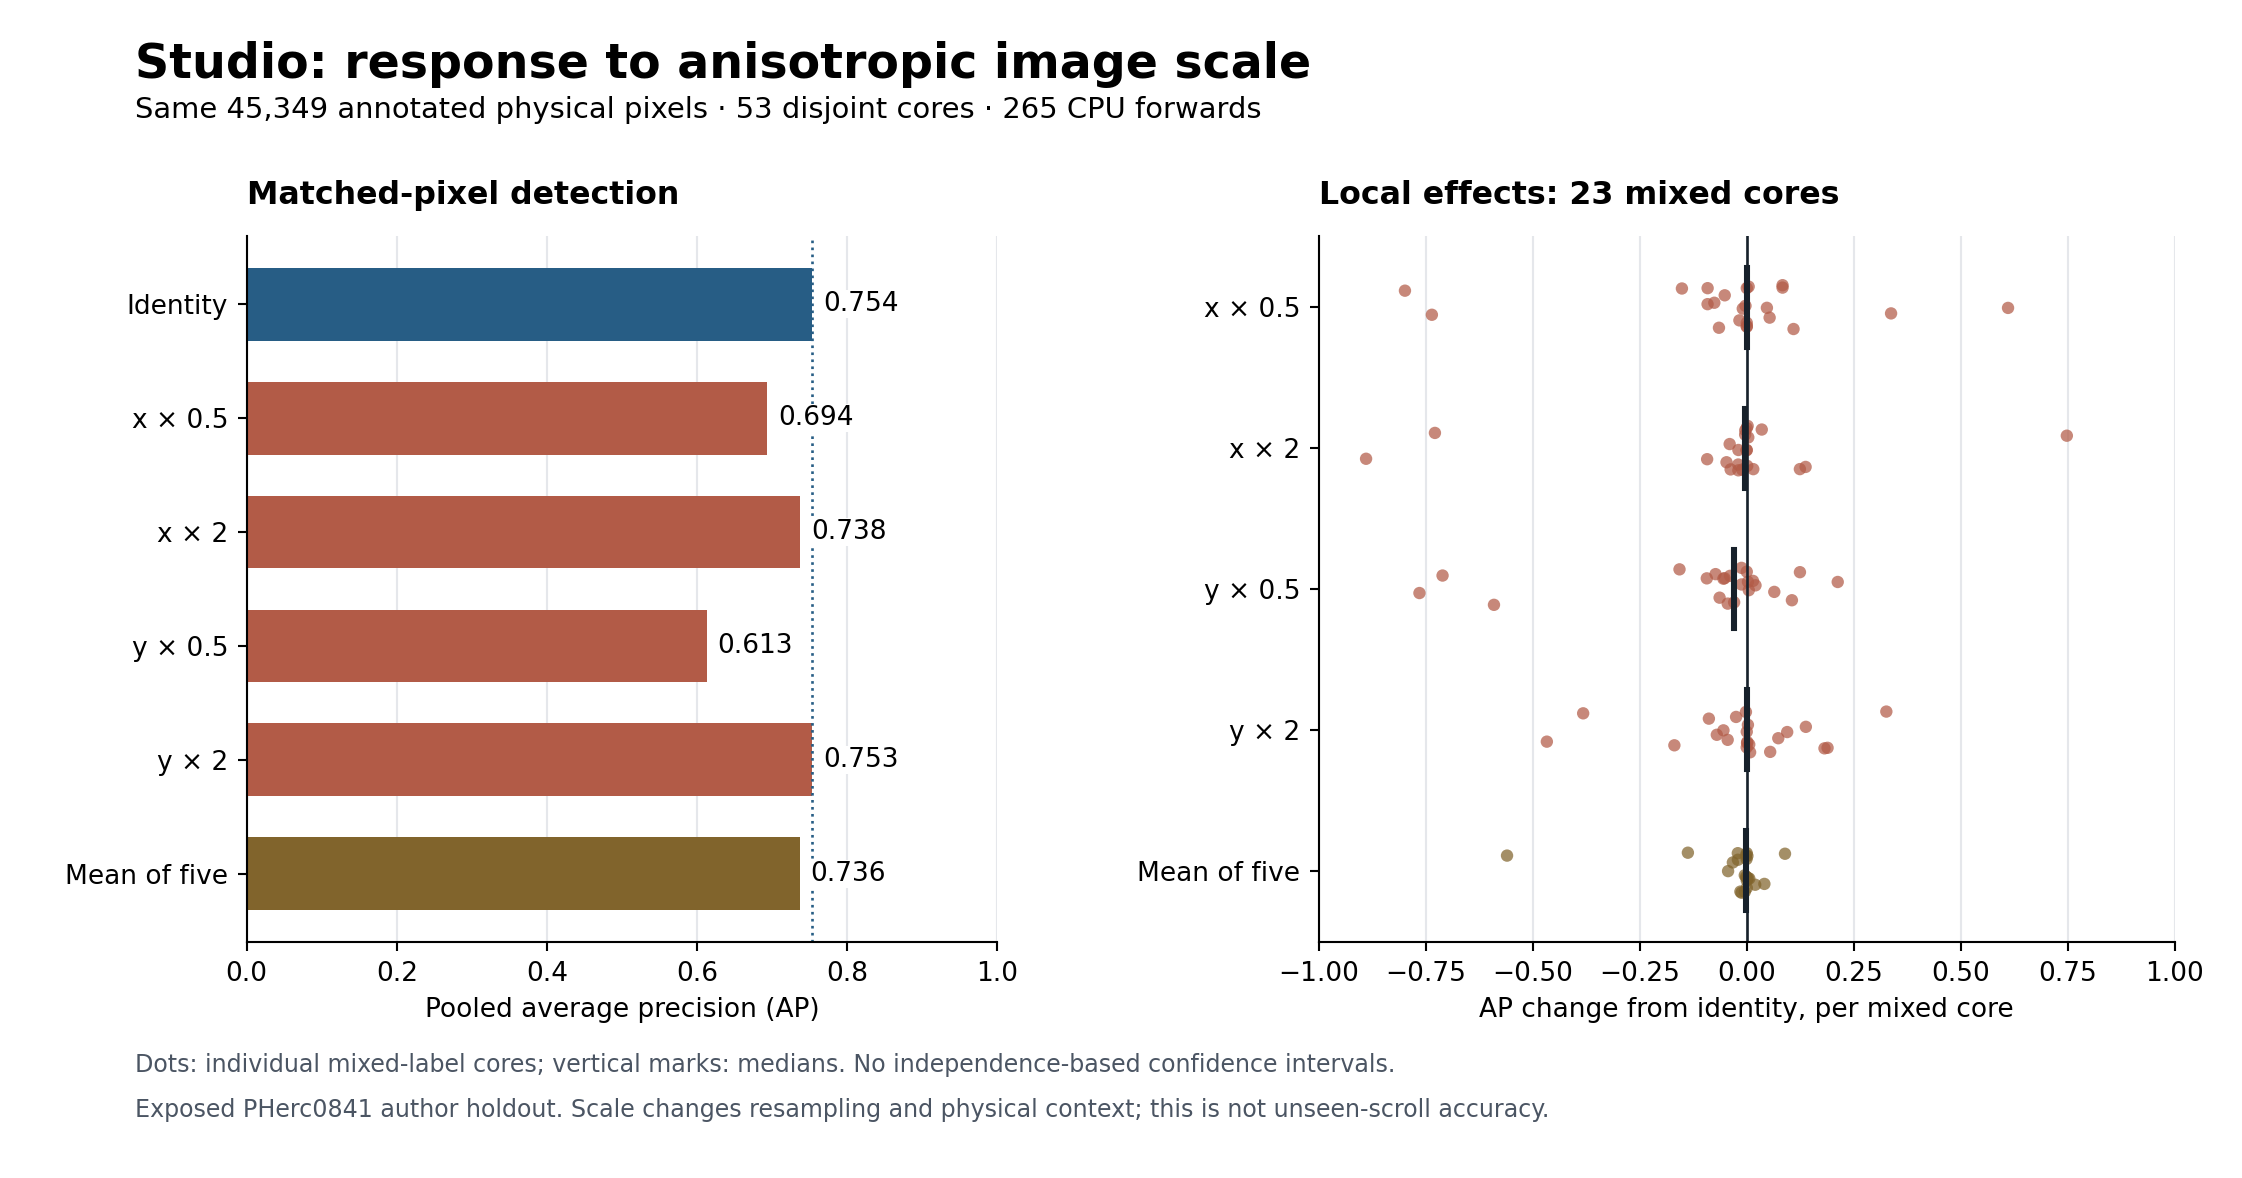 Studio: response to anisotropic image scale
Same 45,349 annotated physical pixels · 53 disjoint cores · 265 CPU forwards
Matched-pixel detection
Identity
0.754
x × 0.5
0.694
x × 2
0.738
y × 0.5
0.613
y × 2
0.753
Mean of five
0.736
0.0 0.2 0.4 0.6 0.8 1.0
Pooled average precision (AP)
Local effects: 23 mixed cores
x × 0.5
x × 2
y × 0.5
y × 2
Mean of five
−1.00 −0.75 −0.50 −0.25 0.00 0.25 0.50 0.75 1.00
AP change from identity, per mixed core
Dots: individual mixed-label cores; vertical marks: medians. No independence-based confidence intervals.
Exposed PHerc0841 author holdout. Scale changes resampling and physical context; this is not unseen-scroll accuracy.